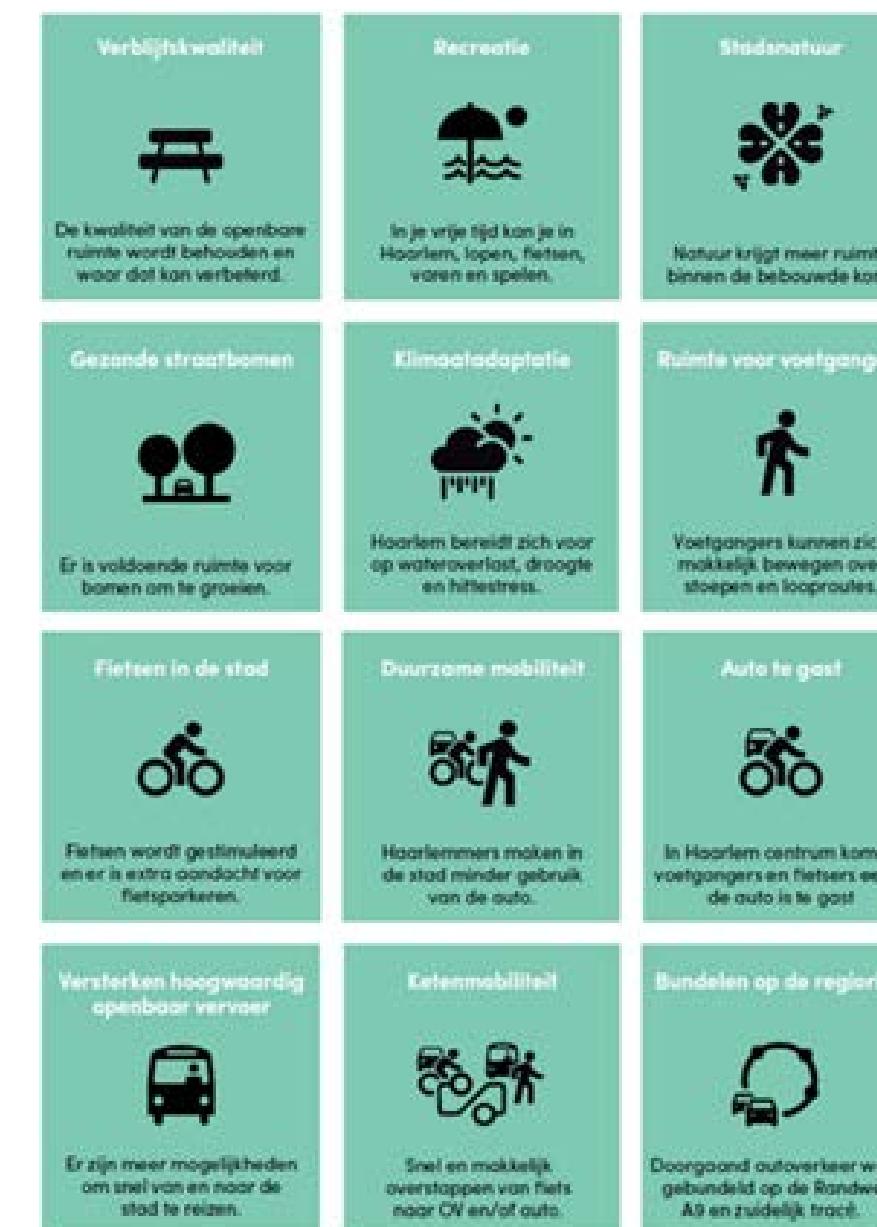 Verblijfskwaliteit
De kwaliteit van de openbare
ruimte wordt behouden en
waar dat kan verbeterd.
Recreatie
In je vrije tijd kan je in
Haarlem, lopen, fietsen,
varen en spelen.
Stadsnatuur
Natuur krijgt meer ruimt
binnen de bebouwde kom
Gezonde straatbomen
Er is voldoende ruimte voor
bomen om te groeien.
Klimaatadaptatie
Haarlem bereidt zich voor
op wateroverlast, droogte
en hittestress.
Ruimte voor voetgange
Voetgangers kunnen zic
makkelijk bewegen ove
stoepen en looproutes.
Fietsen in de stad
Fietsen wordt gestimuleerd
en er is extra aandacht voor
fietsparkeren.
Duurzame mobiliteit
Haarlemmers maken in
de stad minder gebruik
van de auto.
Auto te gast
In Haarlem centrum kom
voetgangers en fietsers ee
de auto is te gast
Versterken hoogwaardig
openbaar vervoer
Er zijn meer mogelijkheden
om snel van en naar de
stad te reizen.
Ketenmobiliteit
Snel en makkelijk
overstappen van fiets
naar OV en/of auto.
Bundelen op de regior
Doorgaand autoverkeer w
gebundeld op de Randwe
A9 en zuidelijk tracé.